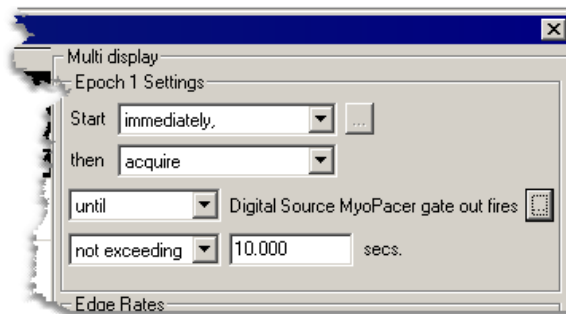 Multi display
Epoch 1 Settings
Start immediately, ...
then acquire
until Digital Source MyoPacer gate out fires ...
not exceeding 10.000 secs.
Edge Rates